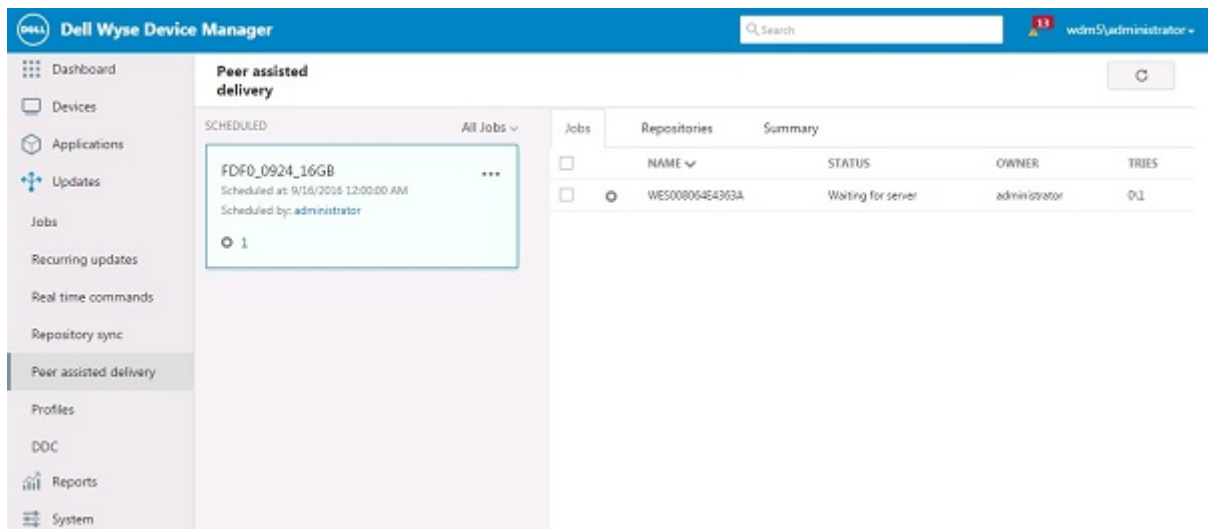 DELL Dell Wyse Device Manager
Search
13
wdm5\administrator
Dashboard
Devices
Applications
Updates
Jobs
Recurring updates
Real time commands
Repository sync
Peer assisted delivery
Profiles
DDC
Reports
System
Peer assisted
delivery
SCHEDULED All Jobs
FDF0_0924_16GB
Scheduled at: 9/16/2016 12:00:00 AM
Scheduled by: administrator
1
Jobs Repositories Summary
NAME STATUS OWNER TRIES
WES008064E4363A Waiting for server administrator 0\1